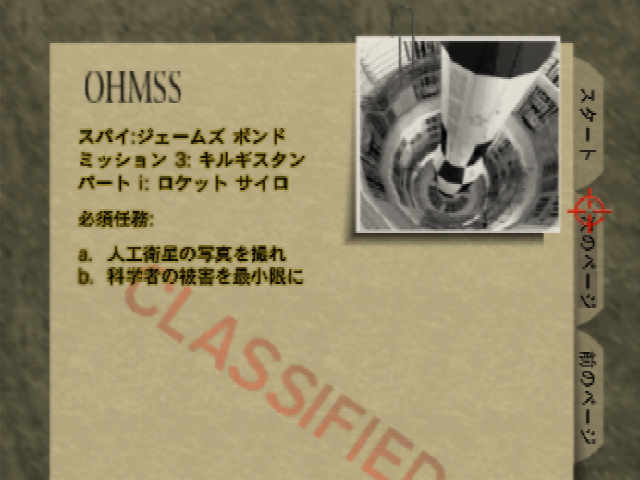 OHMSS
スパイ:ジェームズ ボンド
ミッション 3: キルギスタン
パート i: ロケット サイロ
必須任務:
a. 人工衛星の写真を撮れ
b. 科学者の被害を最小限に
CLASSIFIED
スタート
のページ
前のページ